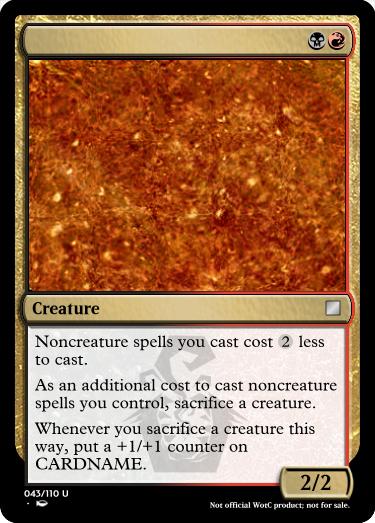 Creature
Noncreature spells you cast cost 2 less
to cast.
As an additional cost to cast noncreature
spells you control, sacrifice a creature.
Whenever you sacrifice a creature this
way, put a +1/+1 counter on
CARDNAME.
2/2
043/110 U
Not official WotC product; not for sale.